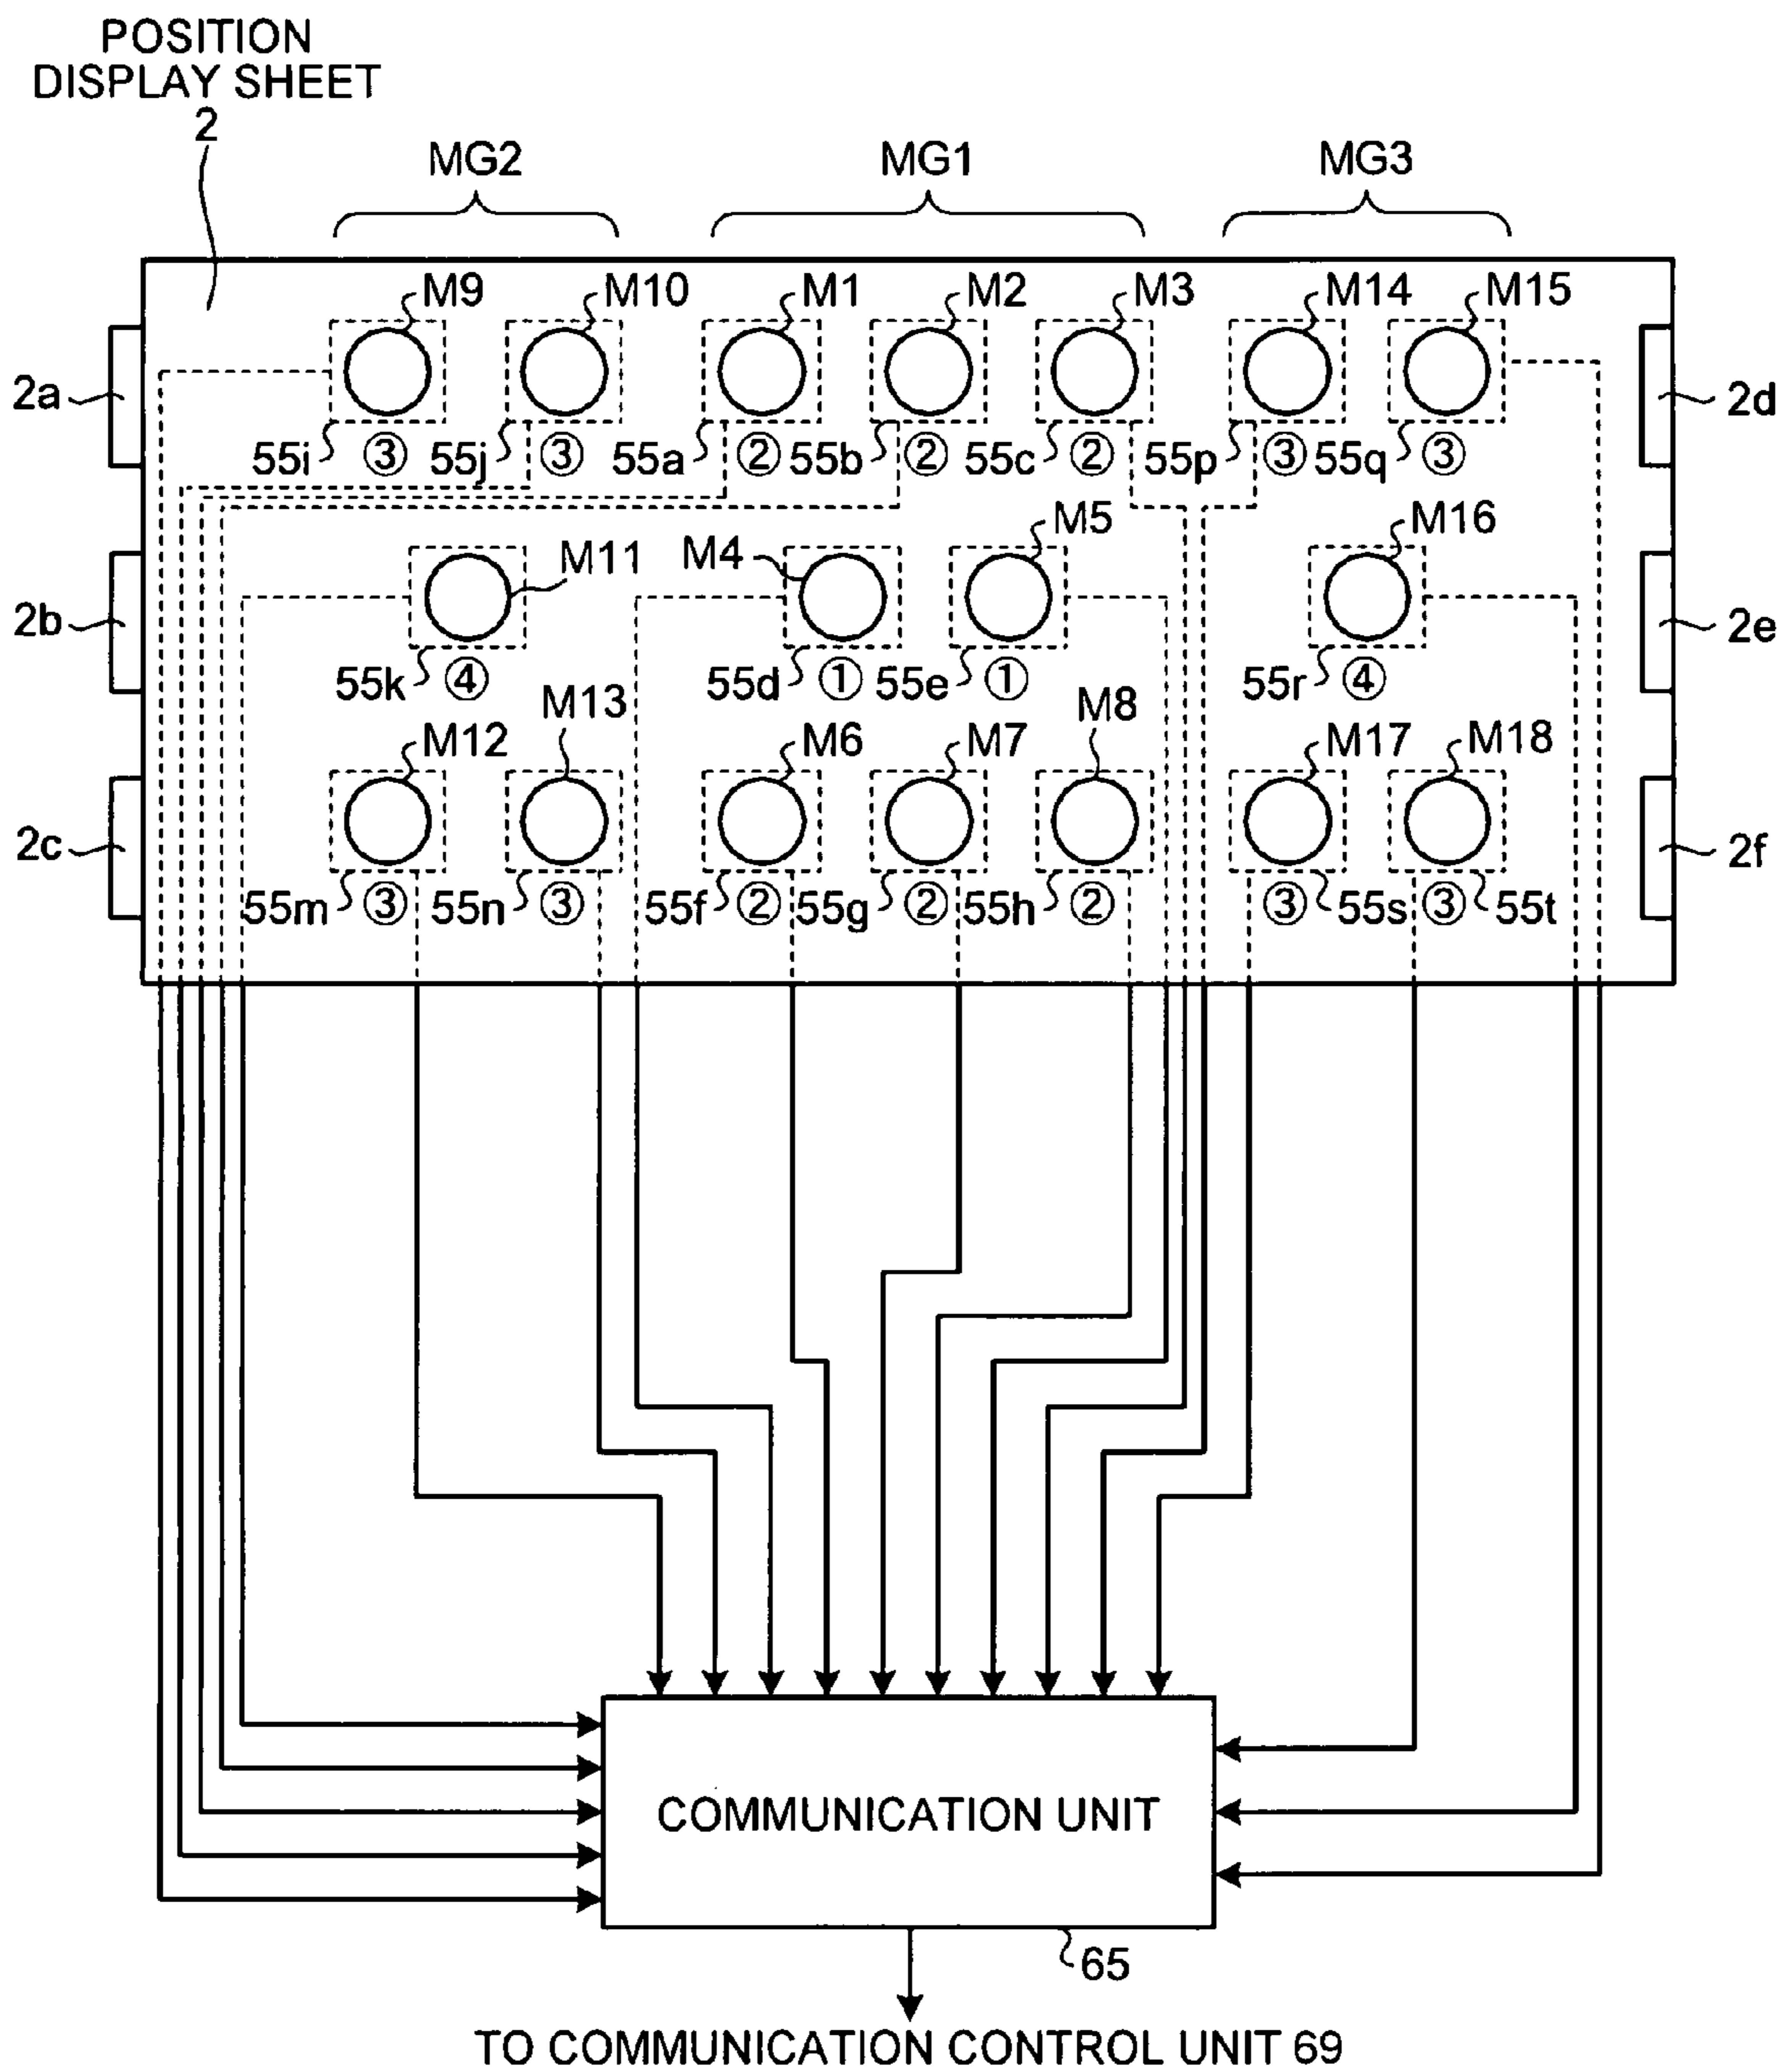 POSITION
DISPLAY SHEET
2
MG2 MG1 MG3
M9 M10 M1 M2 M3 M14 M15
2a 2d
55i ③ 55j ③ 55a ② 55b ② 55c ② 55p ③ 55q ③
M11 M4 M5 M16
2b 2e
55k ④ 55d ① 55e ① 55r ④
M12 M13 M6 M7 M8 M17 M18
2c 2f
55m ③ 55n ③ 55f ② 55g ② 55h ② ③ 55s ③ 55t
COMMUNICATION UNIT
65
TO COMMUNICATION CONTROL UNIT 69